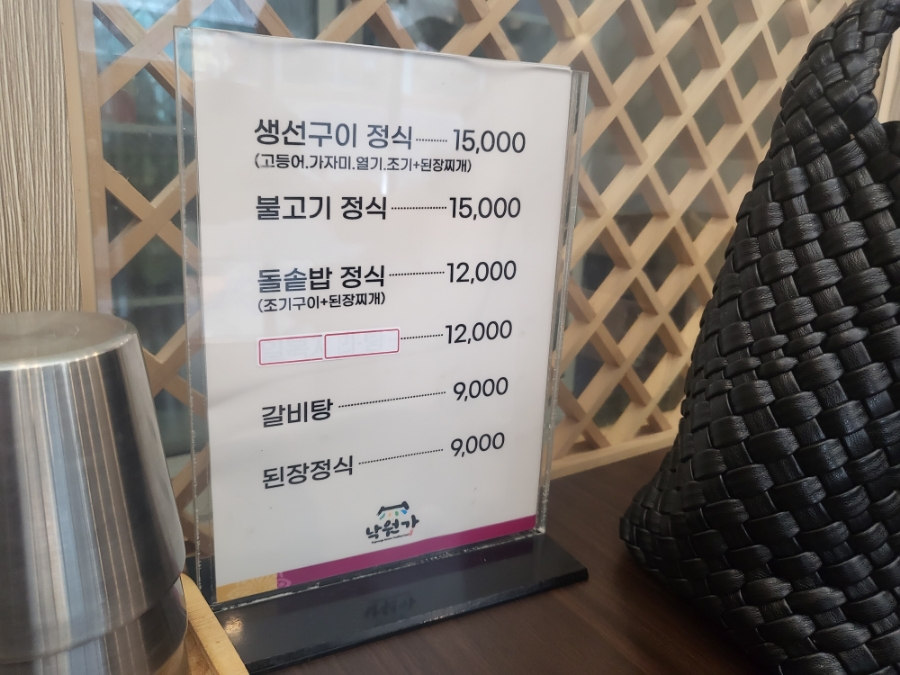 생선구이 정식 15,000
(고등어.가자미.열기.조기+된장찌개)
불고기 정식 15,000
돌솥밥 정식 12,000
(조기구이+된장찌개)
12,000
갈비탕 9,000
된장정식 9,000
낙원가